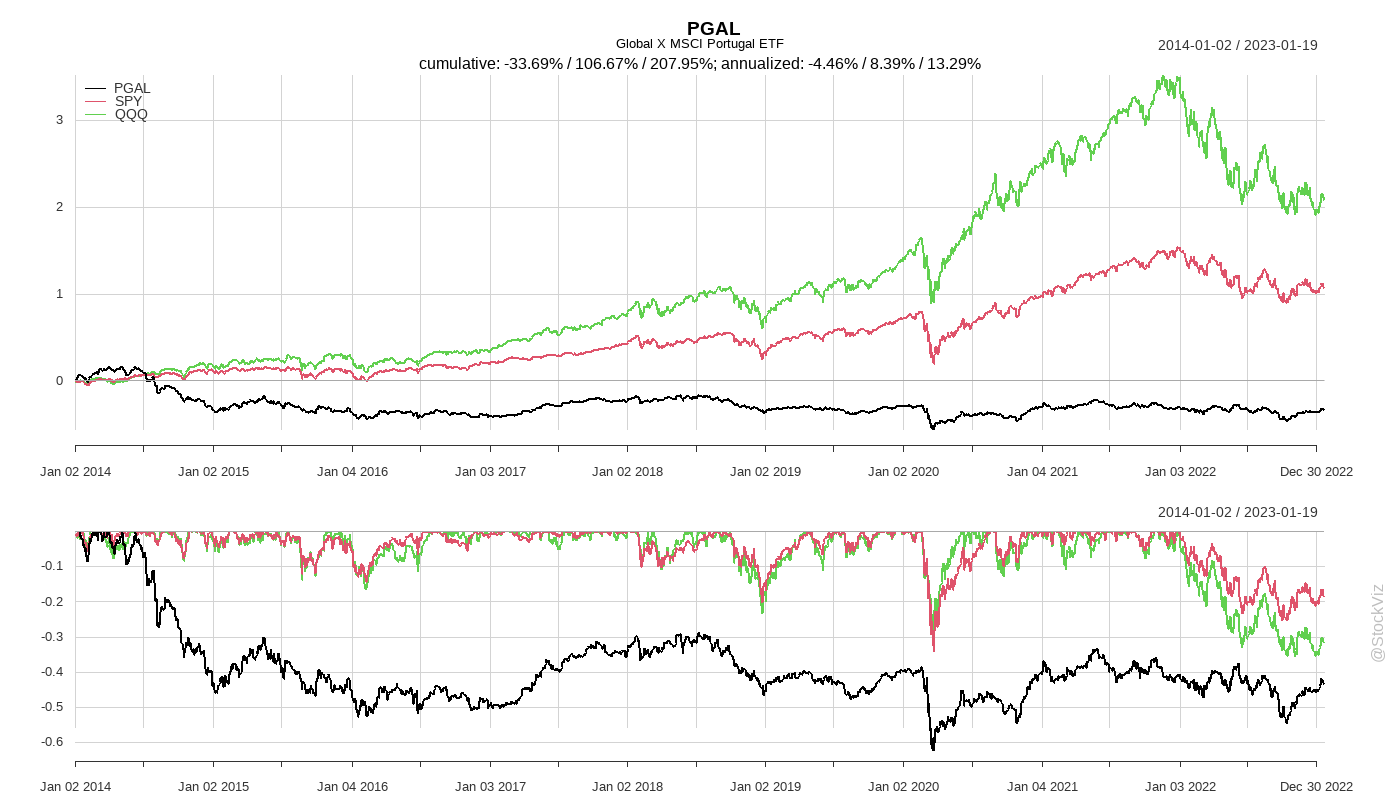 PGAL
Global X MSCI Portugal ETF
2014-01-02 / 2023-01-19
cumulative: -33.69% / 106.67% / 207.95%; annualized: -4.46% / 8.39% / 13.29%
PGAL
SPY
QQQ
3
2
1
0
Jan 02 2014 Jan 02 2015 Jan 04 2016 Jan 03 2017 Jan 02 2018 Jan 02 2019 Jan 02 2020 Jan 04 2021 Jan 03 2022 Dec 30 2022
2014-01-02 / 2023-01-19
-0.1
-0.2
-0.3
-0.4
-0.5
-0.6
Jan 02 2014 Jan 02 2015 Jan 04 2016 Jan 03 2017 Jan 02 2018 Jan 02 2019 Jan 02 2020 Jan 04 2021 Jan 03 2022 Dec 30 2022
@StockViz